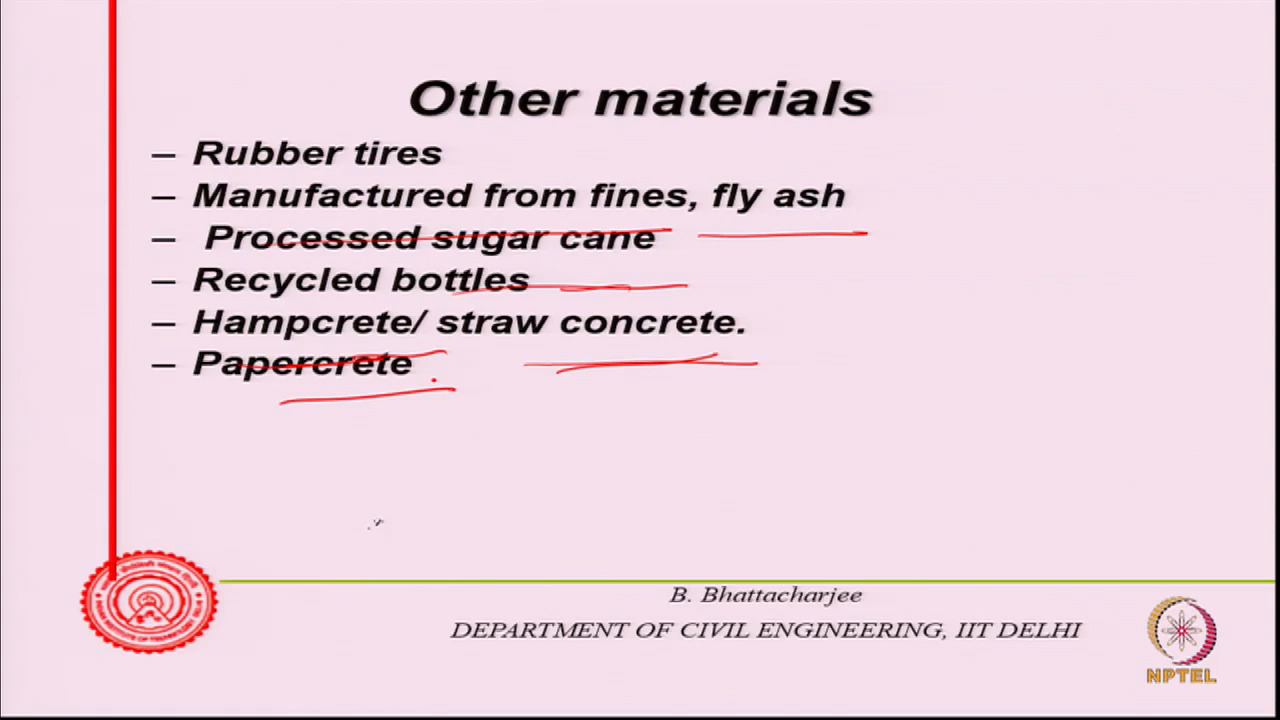 Other materials
– Rubber tires
– Manufactured from fines, fly ash
– Processed sugar cane
– Recycled bottles
– Hampcrete/ straw concrete.
– Papercrete
B. Bhattacharjee
DEPARTMENT OF CIVIL ENGINEERING, IIT DELHI
NPTEL